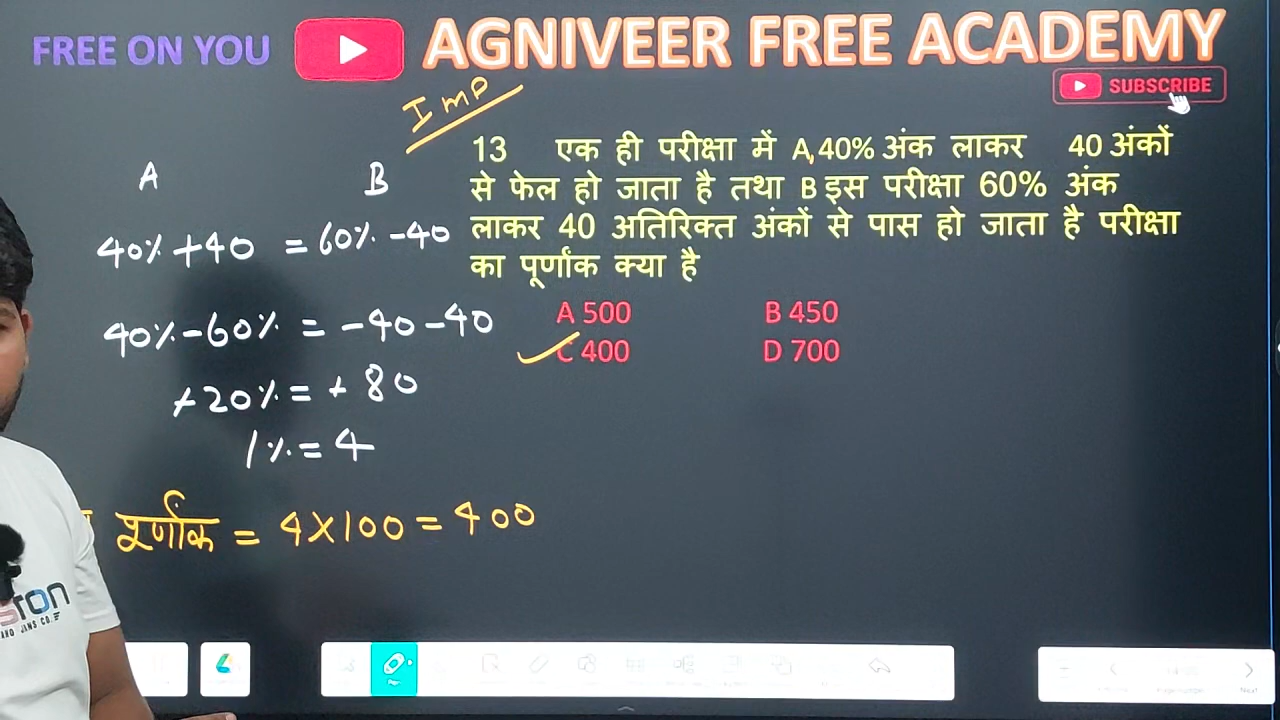 FREE ON YOU AGNIVEER FREE ACADEMY
SUBSCRIBE
Imp
13 एक ही परीक्षा में A,40% अंक लाकर 40 अंकों
से फेल हो जाता है तथा B इस परीक्षा 60% अंक
लाकर 40 अतिरिक्त अंकों से पास हो जाता है परीक्षा
का पूर्णांक क्या है
A 500 B 450
C 400 D 700
A B
40% + 40 = 60% - 40
40% - 60% = - 40 - 40
+ 20% = + 80
1% = 4
पूर्णांक = 4 X 100 = 400
Next